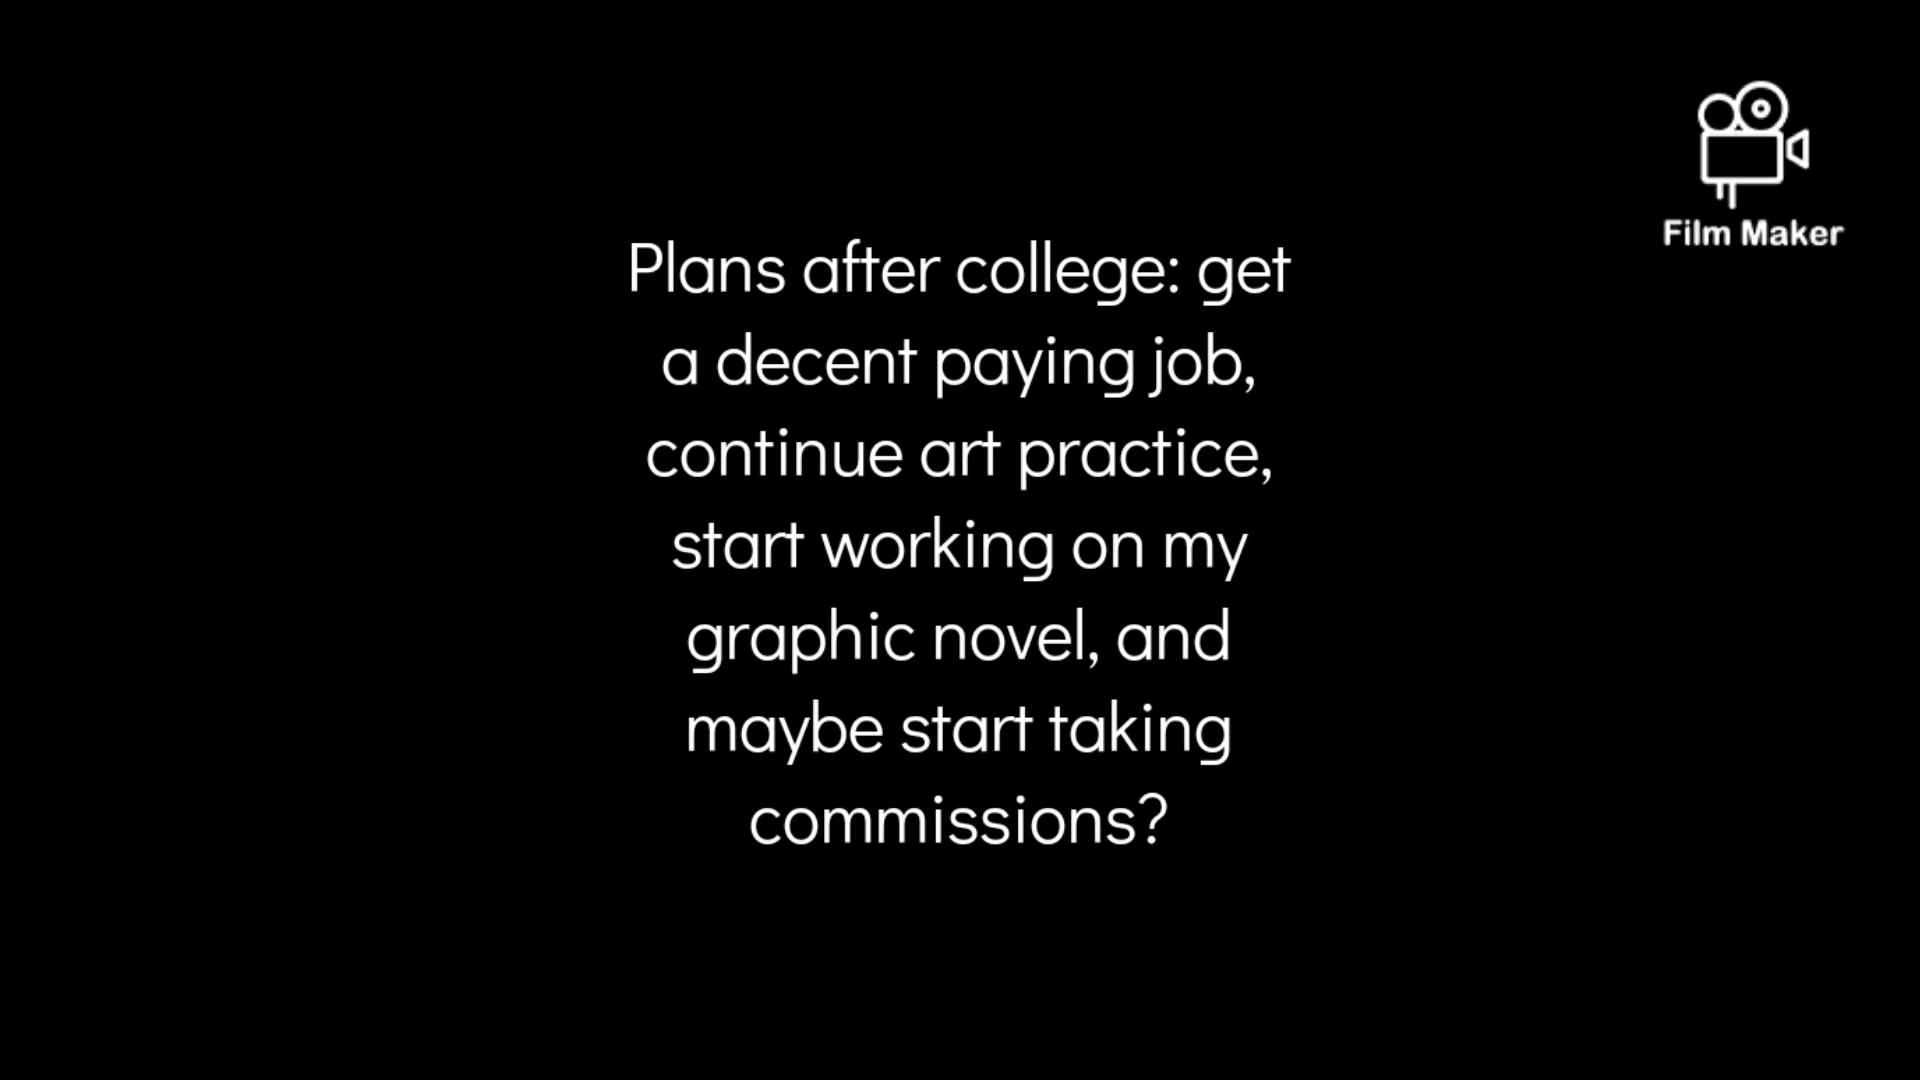 Film Maker
Plans after college: get
a decent paying job,
continue art practice,
start working on my
graphic novel, and
maybe start taking
commissions?